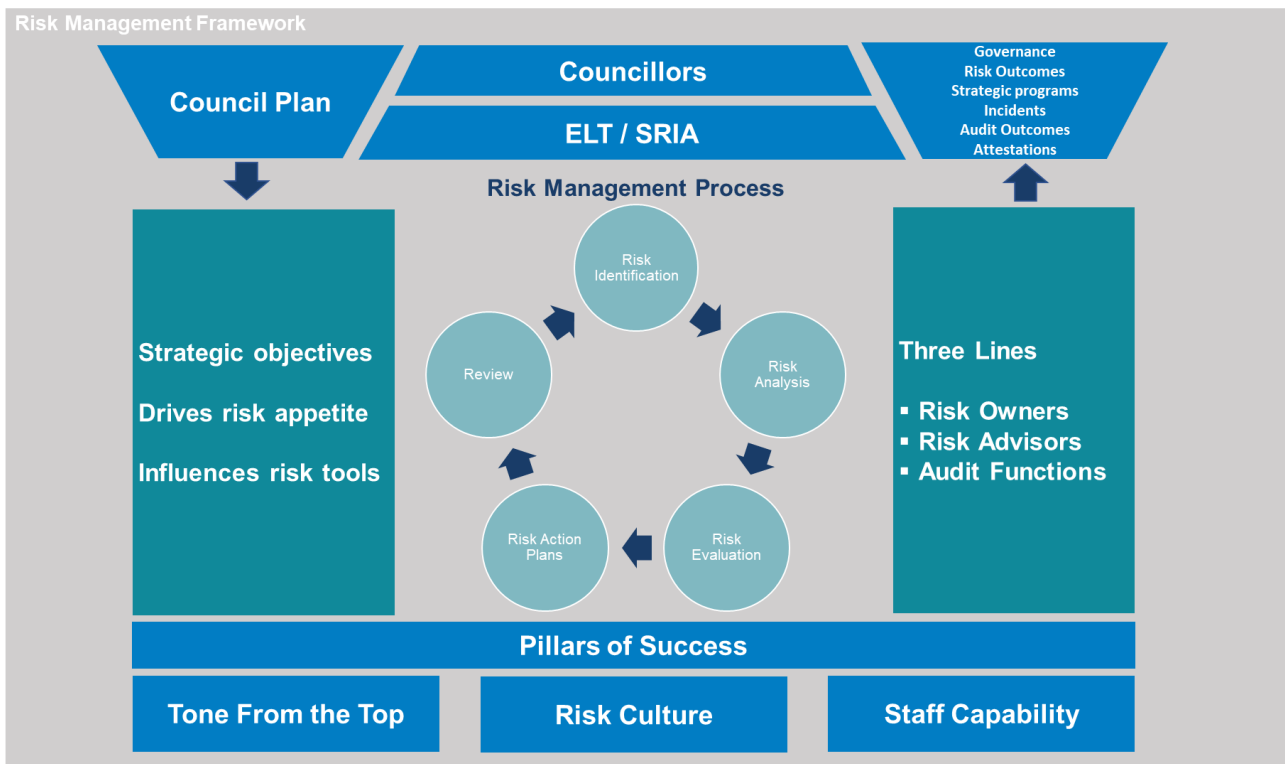 Risk Management Framework
Council Plan
Councillors
ELT / SRIA
Governance
Risk Outcomes
Strategic programs
Incidents
Audit Outcomes
Attestations
Risk Management Process
Strategic objectives
Drives risk appetite
Influences risk tools
Risk
Identification
Risk
Analysis
Risk
Evaluation
Risk Action
Plans
Review
Three Lines
▪ Risk Owners
▪ Risk Advisors
▪ Audit Functions
Pillars of Success
Tone From the Top
Risk Culture
Staff Capability